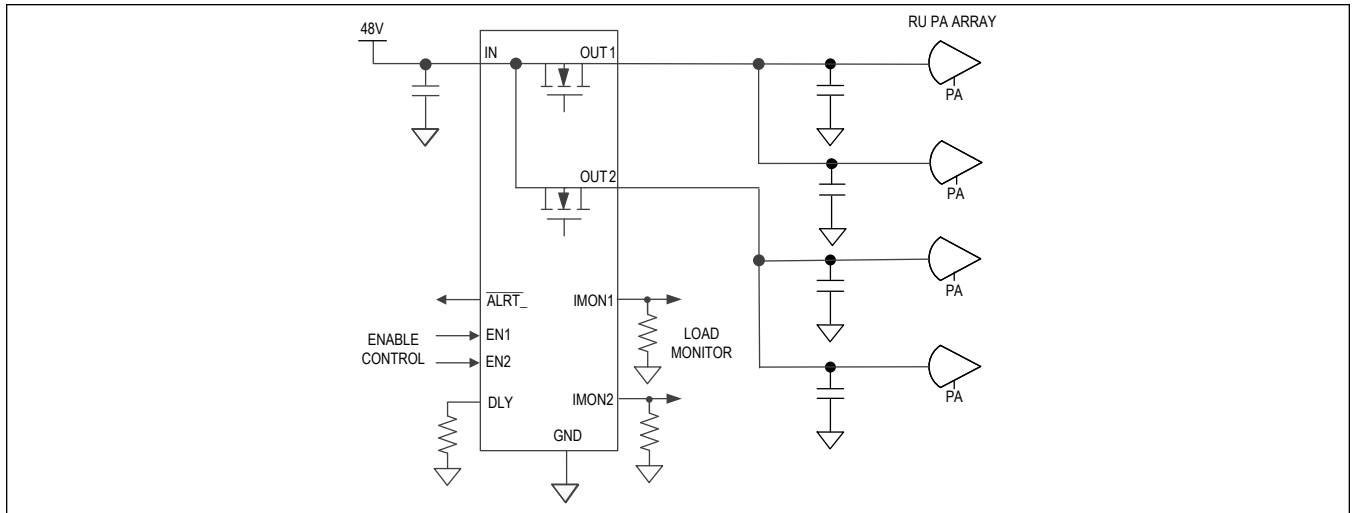 RU PA ARRAY
48V
IN
OUT1
PA
OUT2
PA
ALRT_
IMON1
PA
ENABLE
CONTROL
EN1
EN2
LOAD
MONITOR
DLY
IMON2
PA
GND